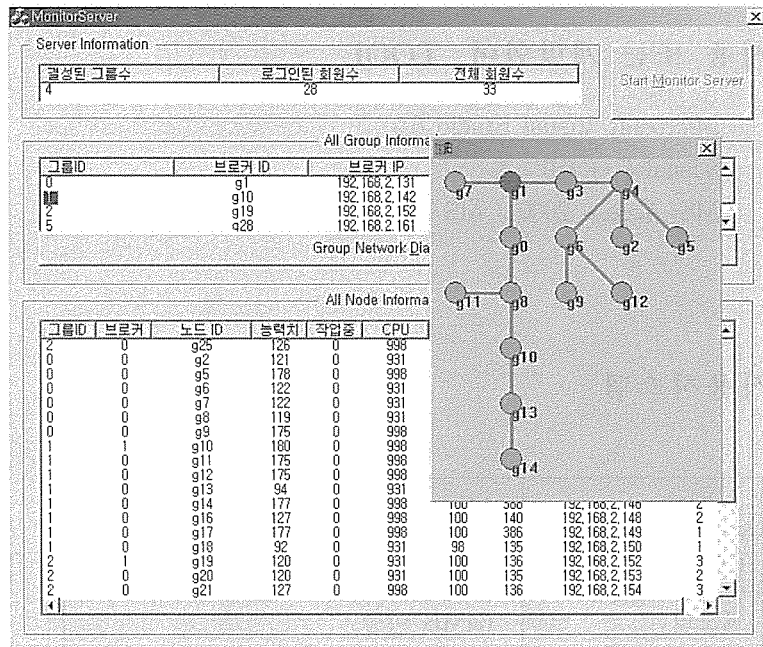 MonitorServer
Server Information
결성된 그룹수 로그인된 회원수 전체 회원수
4 28 33
Start Monitor Server
All Group Informa
그룹ID 브로커 ID 브로커 IP
0 g1 192,168,2,131
g10 192,168,2,142
2 g19 192,168,2,152
5 g28 192,168,2,161
Group Network Dia
g7 g1 g3 g4
g0 g6 g2 g5
g11 g8 g9 g12
g10
g13
g14
All Node Informa
그룹ID 브로커 노드 ID 능력치 작업중 CPU
2 0 g25 126 0 998
0 0 g2 121 0 931
0 0 g5 178 0 998
0 0 g6 122 0 931
0 0 g7 122 0 931
0 0 g8 119 0 931
0 0 g9 175 0 998
1 1 g10 180 0 998
1 0 g11 175 0 998
1 0 g12 175 0 998
1 0 g13 94 0 931
1 0 g14 177 0 998 100 388 192,168,2,146 2
1 0 g16 127 0 998 100 140 192,168,2,148 2
1 0 g17 177 0 998 100 386 192,168,2,149 1
1 0 g18 92 0 931 98 135 192,168,2,150 1
2 1 g19 120 0 931 100 136 192,168,2,152 3
2 0 g20 120 0 931 100 135 192,168,2,153 2
2 0 g21 127 0 998 100 136 192,168,2,154 3